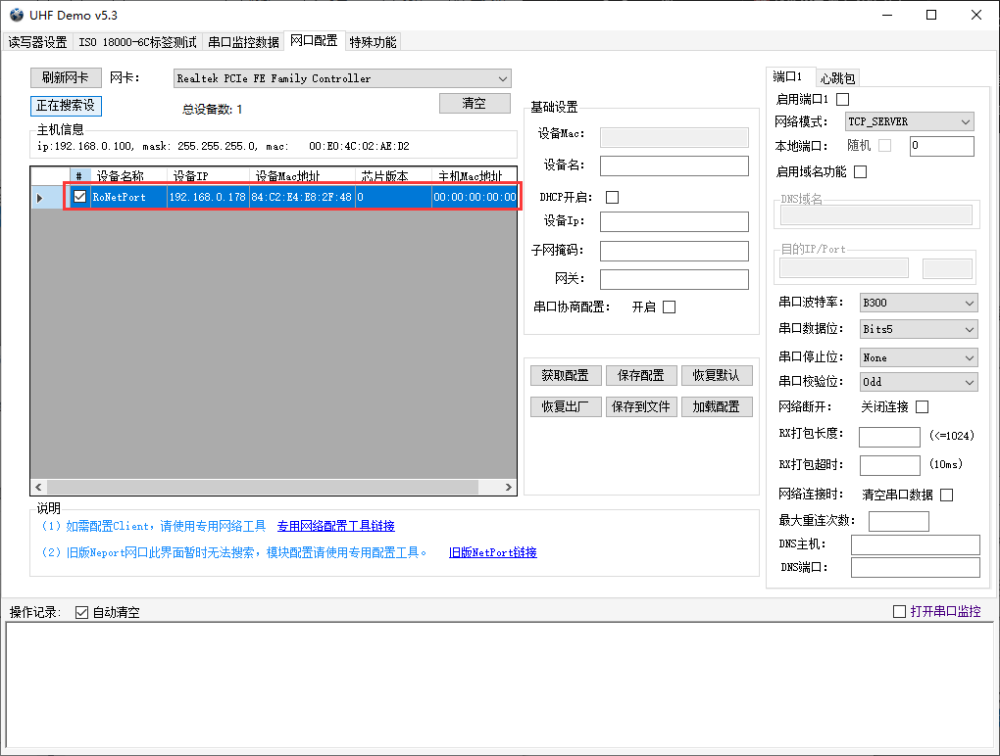 UHF Demo v5.3
读写器设置 ISO 18000-6C标签测试 串口监控数据 网口配置 特殊功能
刷新网卡 网卡: Realtek PCIe FE Family Controller
正在搜索设 总设备数: 1 清空
主机信息
ip:192.168.0.100, mask: 255.255.255.0, mac: 00:E0:4C:02:AE:D2
# 设备名称 设备IP 设备Mac地址 芯片版本 主机Mac地址
RoNetPort 192.168.0.178 84:C2:E4:E8:2F:48 0 00:00:00:00:00
基础设置
设备Mac:
设备名:
DHCP开启:
设备Ip:
子网掩码:
网关:
串口协商配置: 开启
获取配置 保存配置 恢复默认
恢复出厂 保存到文件 加载配置
端口1 心跳包
启用端口1
网络模式: TCP_SERVER
本地端口: 随机 0
启用域名功能
DNS域名
目的IP/Port
串口波特率: B300
串口数据位: Bits5
串口停止位: None
串口校验位: Odd
网络断开: 关闭连接
RX打包长度: (<=1024)
RX打包超时: (10ms)
网络连接时: 清空串口数据
最大重连次数:
DNS主机:
DNS端口:
说明
(1) 如需配置Client, 请使用专用网络工具 专用网络配置工具链接
(2) 旧版Neport网口此界面暂时无法搜索, 模块配置请使用专用配置工具。 旧版NetPort链接
操作记录: 自动清空 打开串口监控